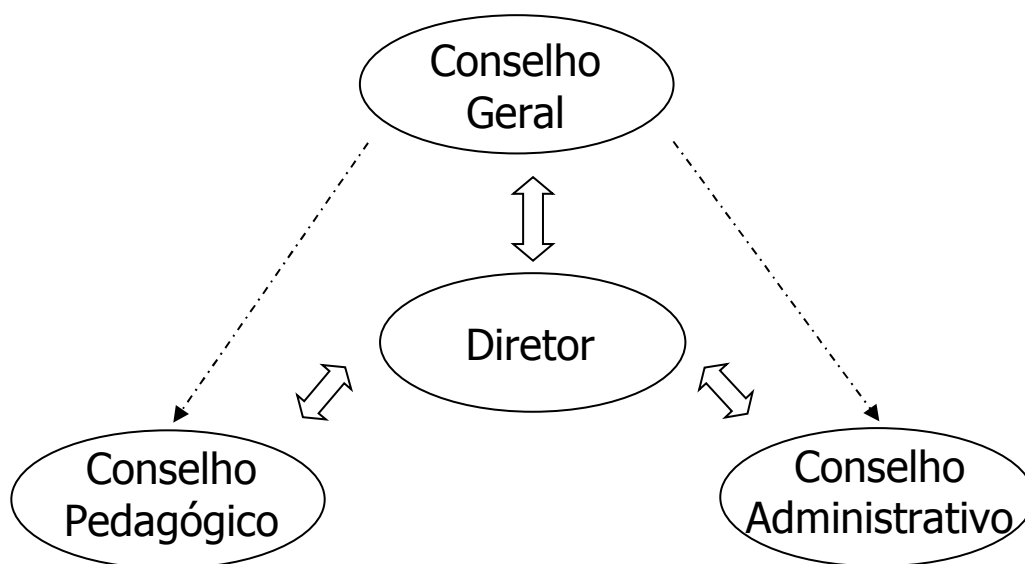 Conselho
Geral
Diretor
Conselho
Pedagógico
Conselho
Administrativo